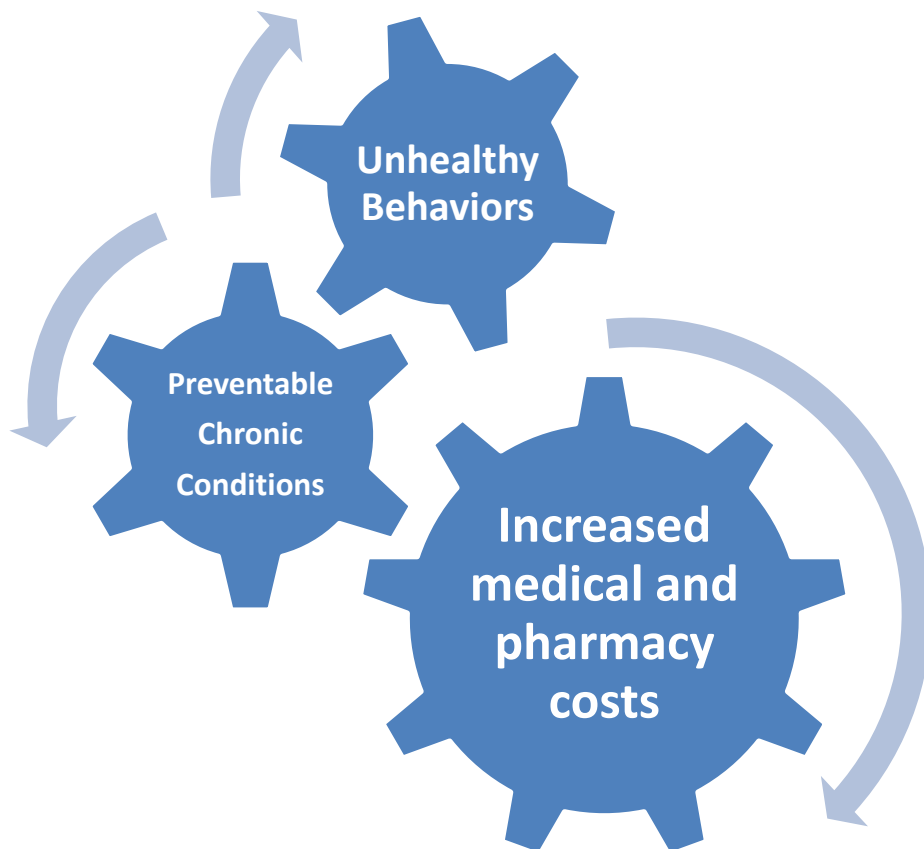 Unhealthy
Behaviors
Preventable
Chronic
Conditions
Increased
medical and
pharmacy
costs